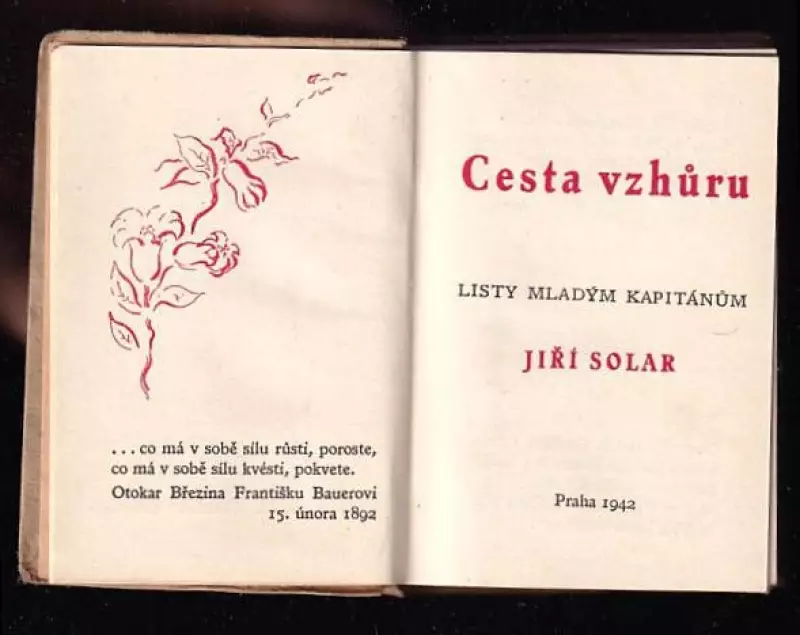 ... co má v sobě sílu růsti, poroste,
co má v sobě sílu kvésti, pokvete.
Otokar Březina Františku Bauerovi
15. února 1892
Cesta vzhůru
LISTY MLADÝM KAPITÁNŮM
JIŘÍ SOLAR
Praha 1942